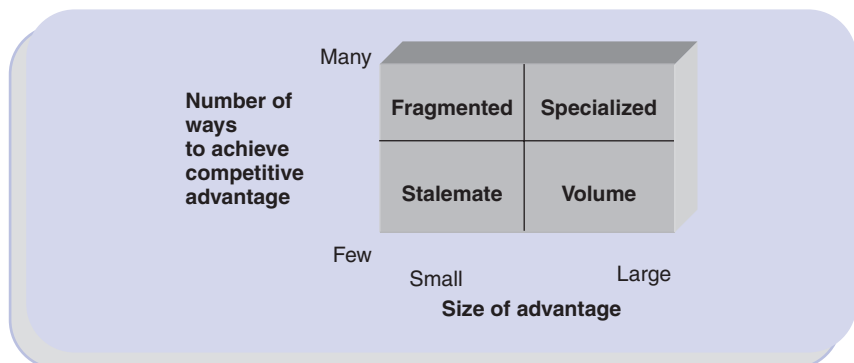 Many
Number of
ways
to achieve
competitive
advantage
Fragmented Specialized
Stalemate Volume
Few
Small Large
Size of advantage